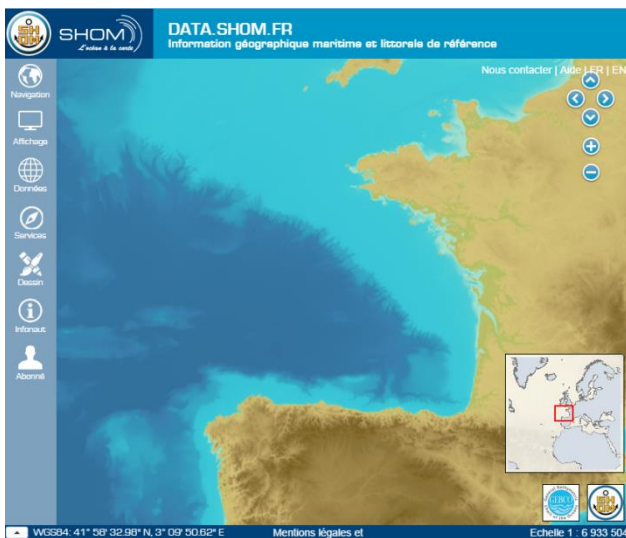 SHOM
L'océan à la carte
DATA.SHOM.FR
Information géographique maritime et littorale de référence
Nous contacter | Aide | FR | EN
Navigation
Affichage
Données
Services
Dessin
Infonaut
Abonné
GEBCO
WGS84: 41° 56' 32.98" N, 3° 09' 50.62" E
Mentions légales et
Echelle 1 : 6 933 504